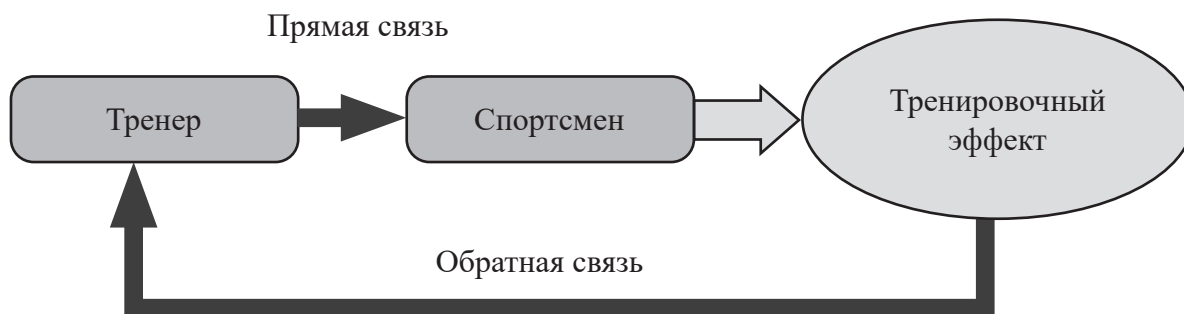 Прямая связь
Тренер
Спортсмен
Тренировочный
эффект
Обратная связь